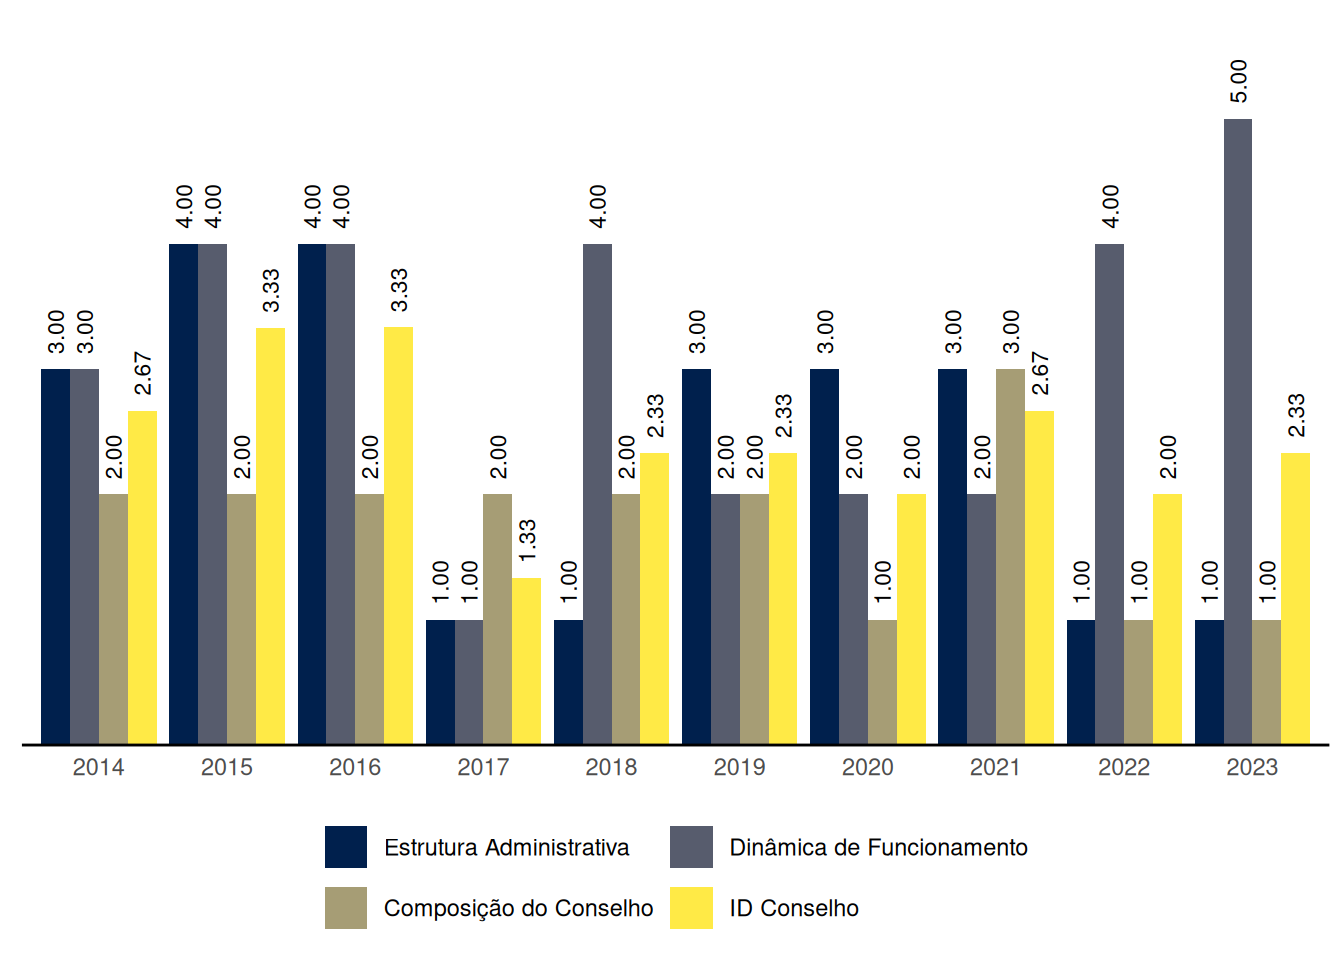 5.00
4.00 4.00 4.00 4.00 4.00 4.00
3.33 3.33
3.00 3.00 3.00 3.00 3.00 3.00
2.67 2.67
2.33 2.33 2.33
2.00 2.00 2.00 2.00 2.00 2.00 2.00 2.00 2.00 2.00 2.00
1.33
1.00 1.00 1.00 1.00 1.00 1.00 1.00 1.00
2014 2015 2016 2017 2018 2019 2020 2021 2022 2023
Estrutura Administrativa Dinâmica de Funcionamento
Composição do Conselho ID Conselho